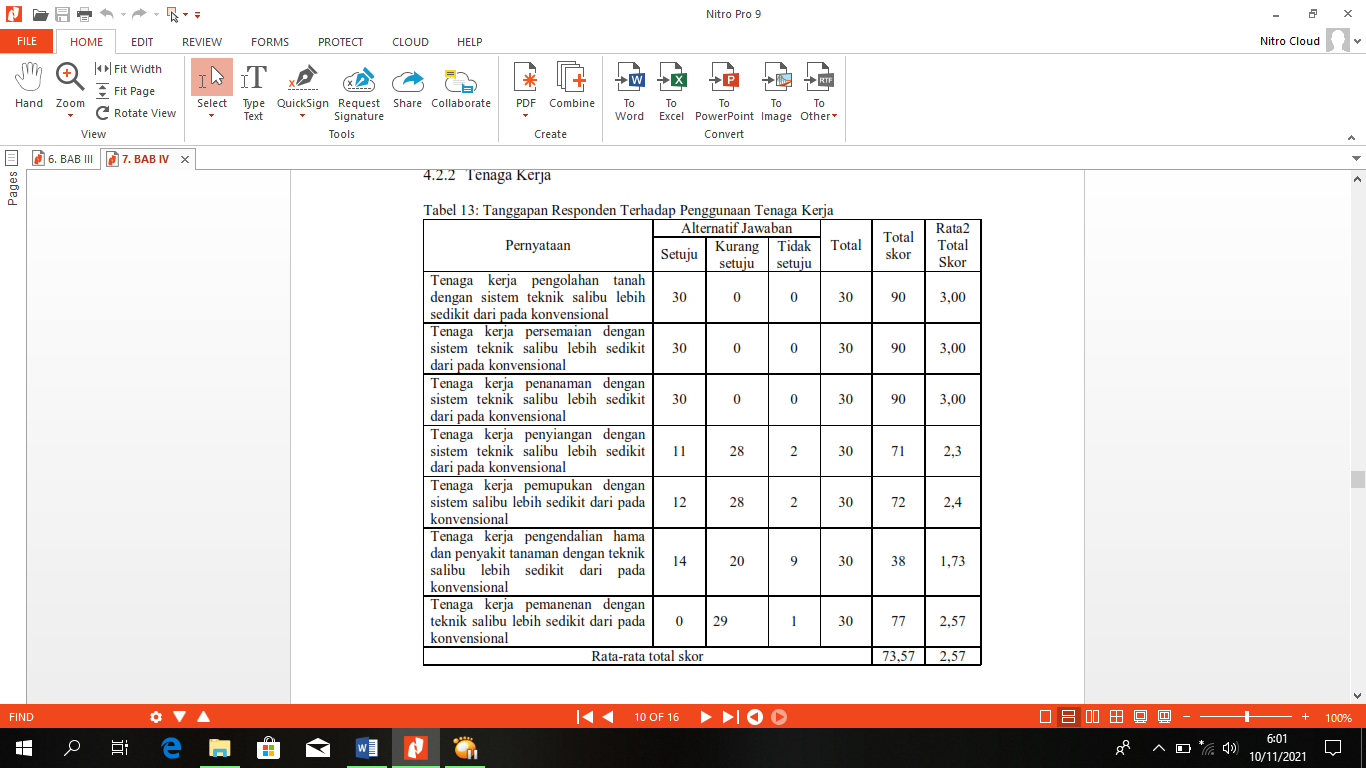 Nitro Pro 9
FILE HOME EDIT REVIEW FORMS PROTECT CLOUD HELP Nitro Cloud
Hand
Zoom
Fit Width
Fit Page
Rotate View
View
Select
Type Text
QuickSign
Request Signature
Share
Collaborate
Tools
PDF
Combine
Create
To Word
To Excel
To PowerPoint
To Image
To Other
Convert
6. BAB III 7. BAB IV
Pages
4.2.2 Tenaga Kerja
Tabel 13: Tanggapan Responden Terhadap Penggunaan Tenaga Kerja
Pernyataan
Alternatif Jawaban
Setuju
Kurang setuju
Tidak setuju
Total
Total skor
Rata2 Total Skor
Tenaga kerja pengolahan tanah
dengan sistem teknik salibu lebih
sedikit dari pada konvensional
30 0 0 30 90 3,00
Tenaga kerja persemaian dengan
sistem teknik salibu lebih sedikit
dari pada konvensional
30 0 0 30 90 3,00
Tenaga kerja penanaman dengan
sistem teknik salibu lebih sedikit
dari pada konvensional
30 0 0 30 90 3,00
Tenaga kerja penyiangan dengan
sistem teknik salibu lebih sedikit
dari pada konvensional
11 28 2 30 71 2,3
Tenaga kerja pemupukan dengan
sistem salibu lebih sedikit dari pada
konvensional
12 28 2 30 72 2,4
Tenaga kerja pengendalian hama
dan penyakit tanaman dengan teknik
salibu lebih sedikit dari pada
konvensional
14 20 9 30 38 1,73
Tenaga kerja pemanenan dengan
teknik salibu lebih sedikit dari pada
konvensional
0 29 1 30 77 2,57
Rata-rata total skor 73,57 2,57
FIND 10 OF 16 100%
W
6:01
10/11/2021